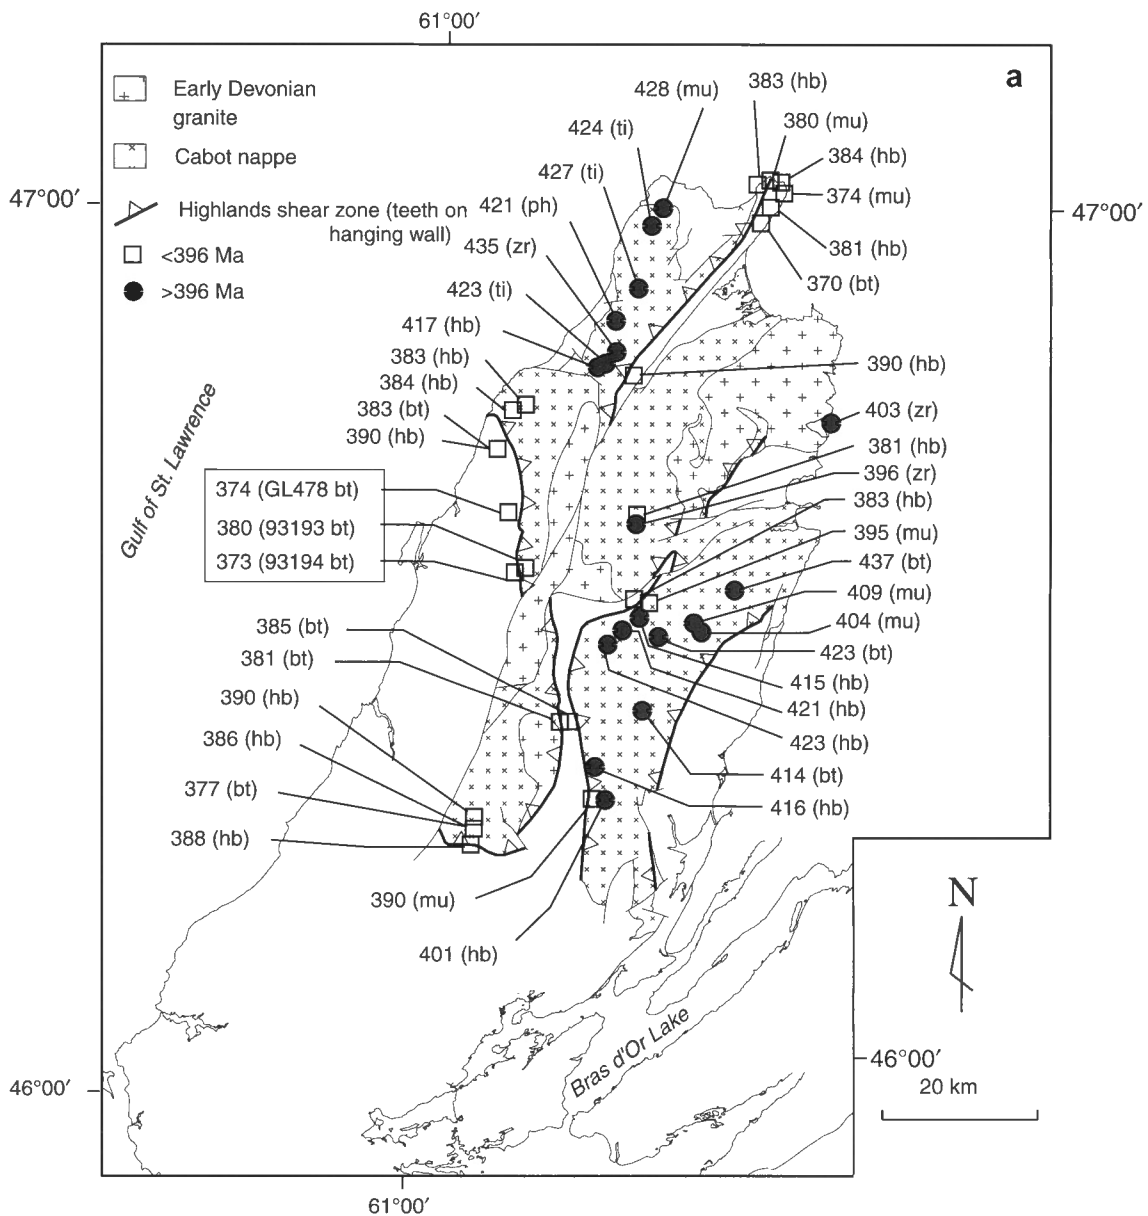 61°00′
a
Early Devonian
granite
Cabot nappe
Highlands shear zone (teeth on
hanging wall)
<396 Ma
>396 Ma
47°00′
47°00′
428 (mu)
383 (hb)
424 (ti)
380 (mu)
427 (ti)
384 (hb)
421 (ph)
374 (mu)
435 (zr)
381 (hb)
423 (ti)
370 (bt)
417 (hb)
383 (hb)
390 (hb)
384 (hb)
383 (bt)
403 (zr)
390 (hb)
381 (hb)
396 (zr)
374 (GL478 bt)
383 (hb)
380 (93193 bt)
395 (mu)
373 (93194 bt)
437 (bt)
409 (mu)
404 (mu)
385 (bt)
423 (bt)
381 (bt)
415 (hb)
390 (hb)
421 (hb)
386 (hb)
423 (hb)
377 (bt)
414 (bt)
388 (hb)
416 (hb)
390 (mu)
401 (hb)
Gulf of St. Lawrence
N
Bras d'Or Lake
46°00′
46°00′
20 km
61°00′